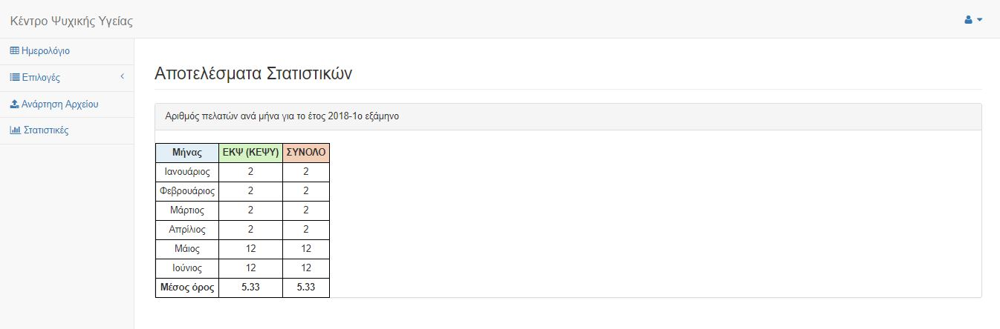 Κέντρο Ψυχικής Υγείας
Ημερολόγιο
Επιλογές
Ανάρτηση Αρχείου
Στατιστικές
Αποτελέσματα Στατιστικών
Αριθμός πελατών ανά μήνα για το έτος 2018-1ο εξάμηνο
Μήνας ΕΚΨ (ΚΕΨΥ) ΣΥΝΟΛΟ
Ιανουάριος 2 2
Φεβρουάριος 2 2
Μάρτιος 2 2
Απρίλιος 2 2
Μάιος 12 12
Ιούνιος 12 12
Μέσος όρος 5.33 5.33